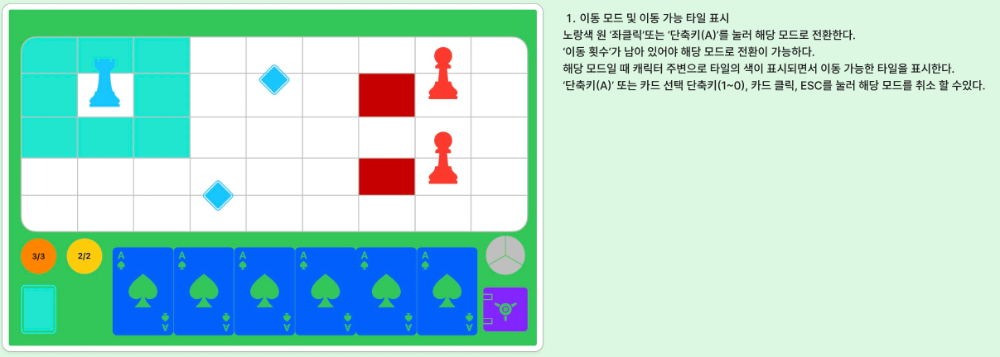 1. 이동 모드 및 이동 가능 타일 표시
노랑색 원 ‘좌클릭’또는 ‘단축키(A)’를 눌러 해당 모드로 전환한다.
‘이동 횟수’가 남아 있어야 해당 모드로 전환이 가능하다.
해당 모드일 때 캐릭터 주변으로 타일의 색이 표시되면서 이동 가능한 타일을 표시한다.
‘단축키(A)’ 또는 카드 선택 단축키(1~0), 카드 클릭, ESC를 눌러 해당 모드를 취소 할 수있다.
3/3
2/2
A
A
A
A
A
A
A
A
A
A
A
A